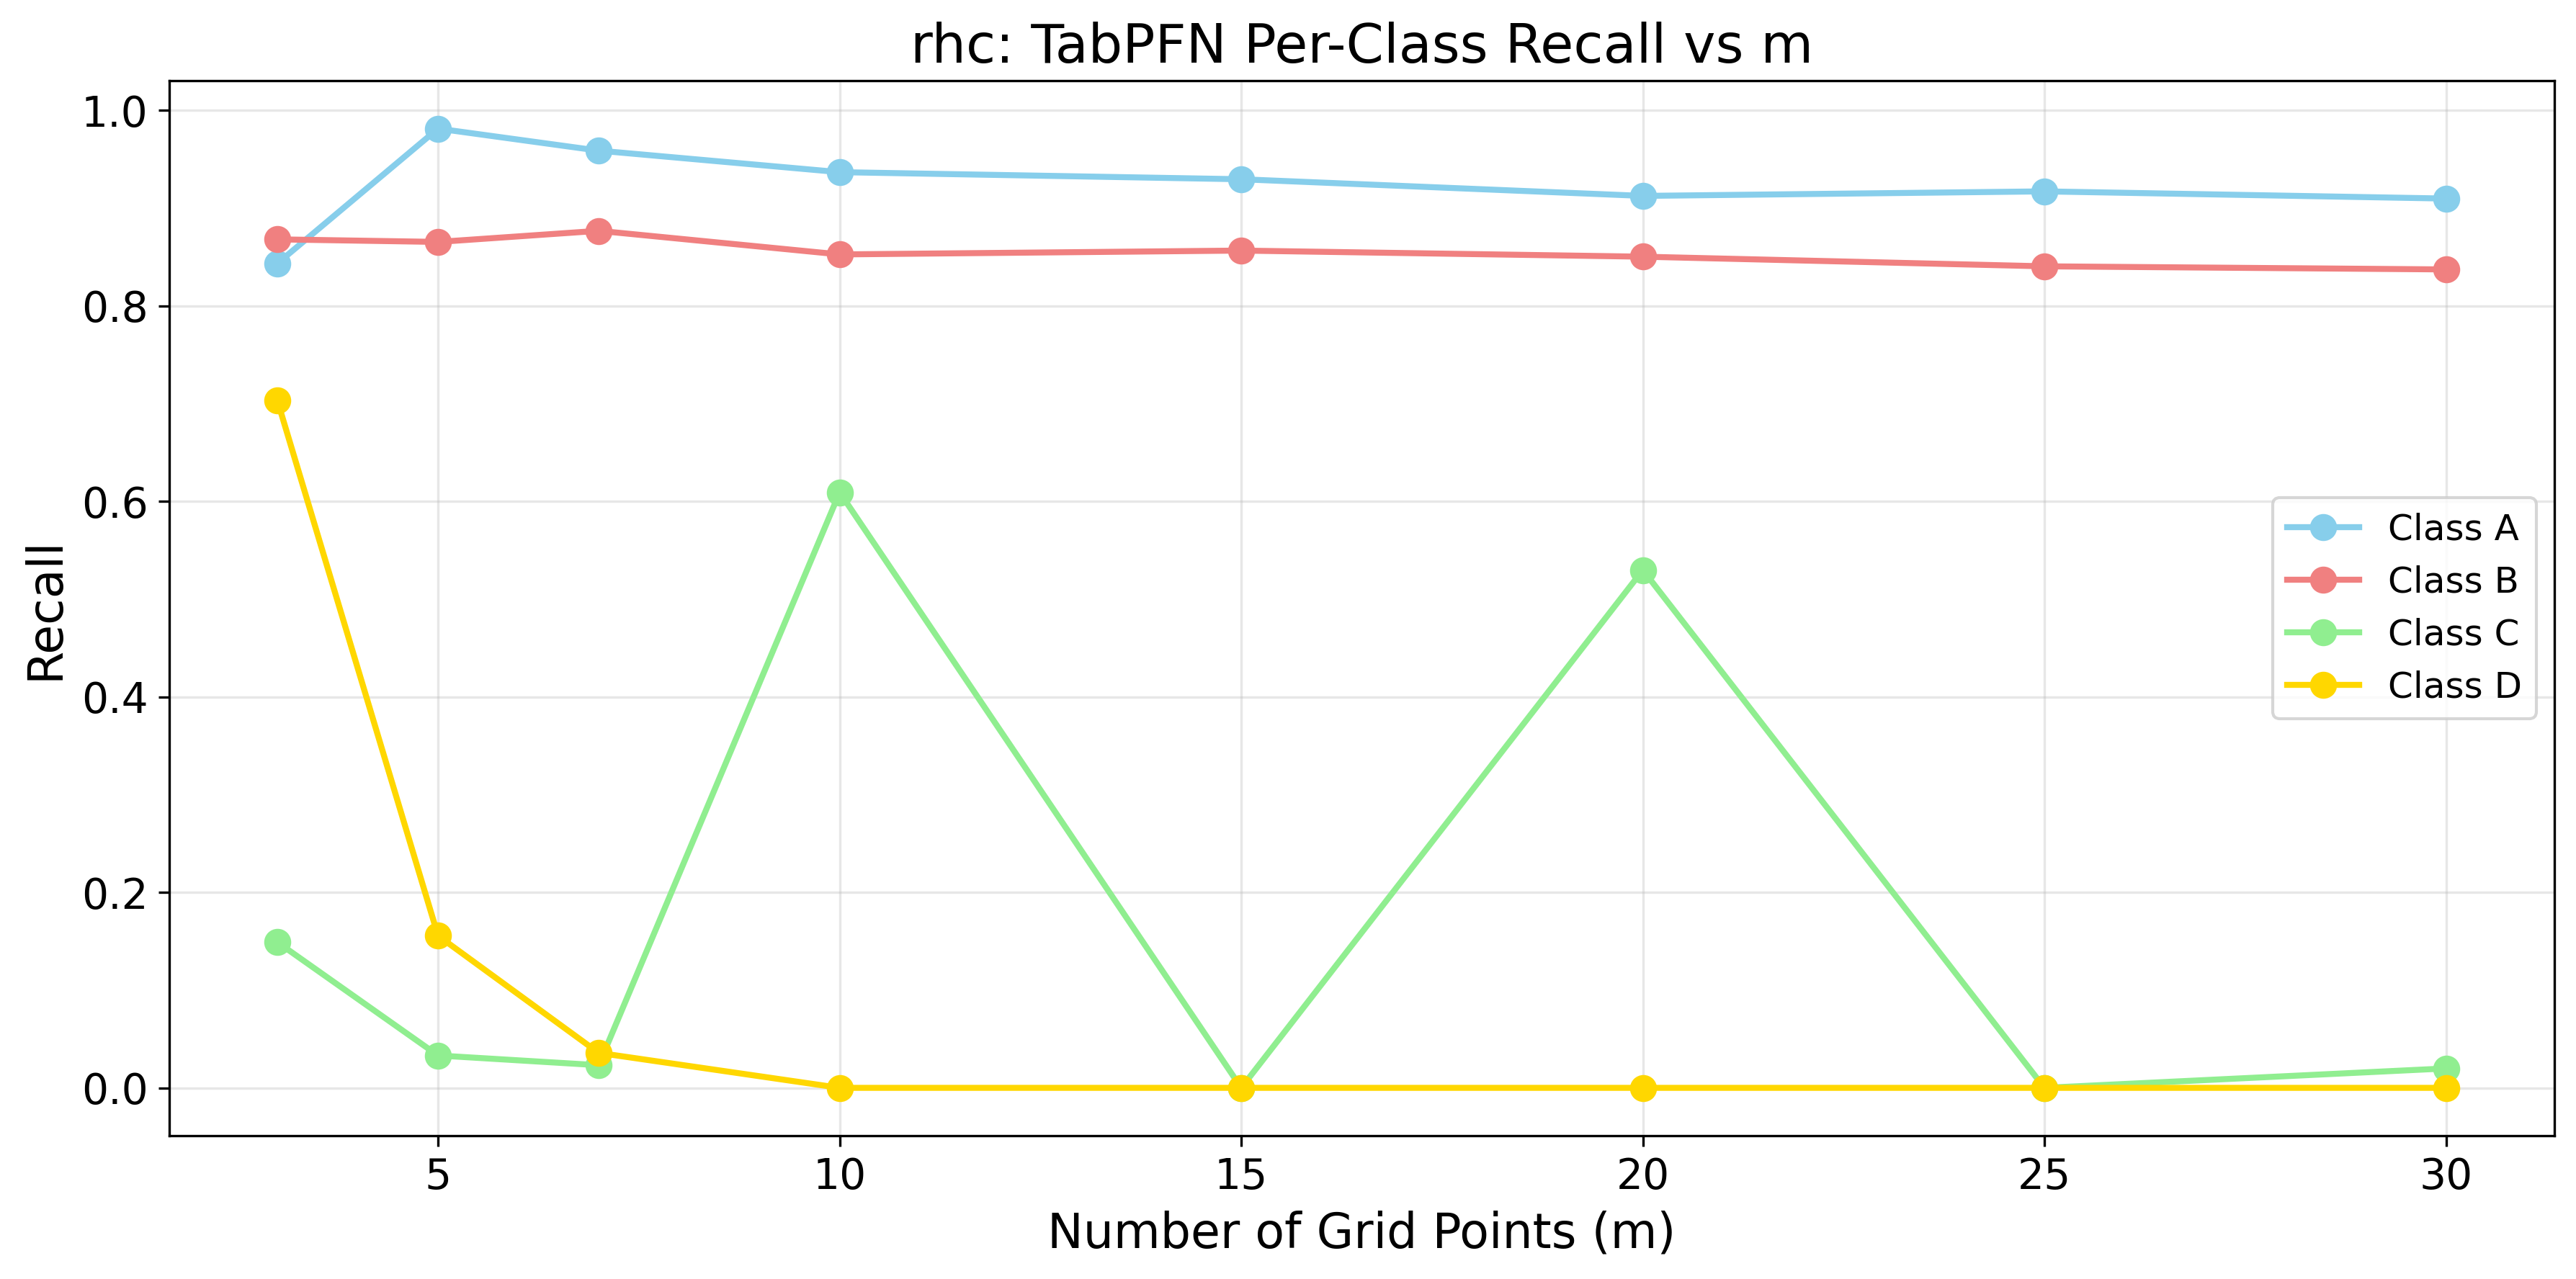 rhc: TabPFN Per-Class Recall vs m
1.0
0.8
0.6
0.4
0.2
0.0
Recall
Class A
Class B
Class C
Class D
5 10 15 20 25 30
Number of Grid Points (m)